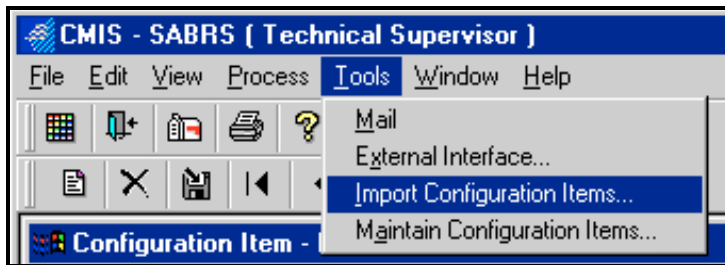 CMIS - SABRS ( Technical Supervisor )
File Edit View Process Tools Window Help
Mail
External Interface...
Import Configuration Items...
Maintain Configuration Items...
Configuration Item -